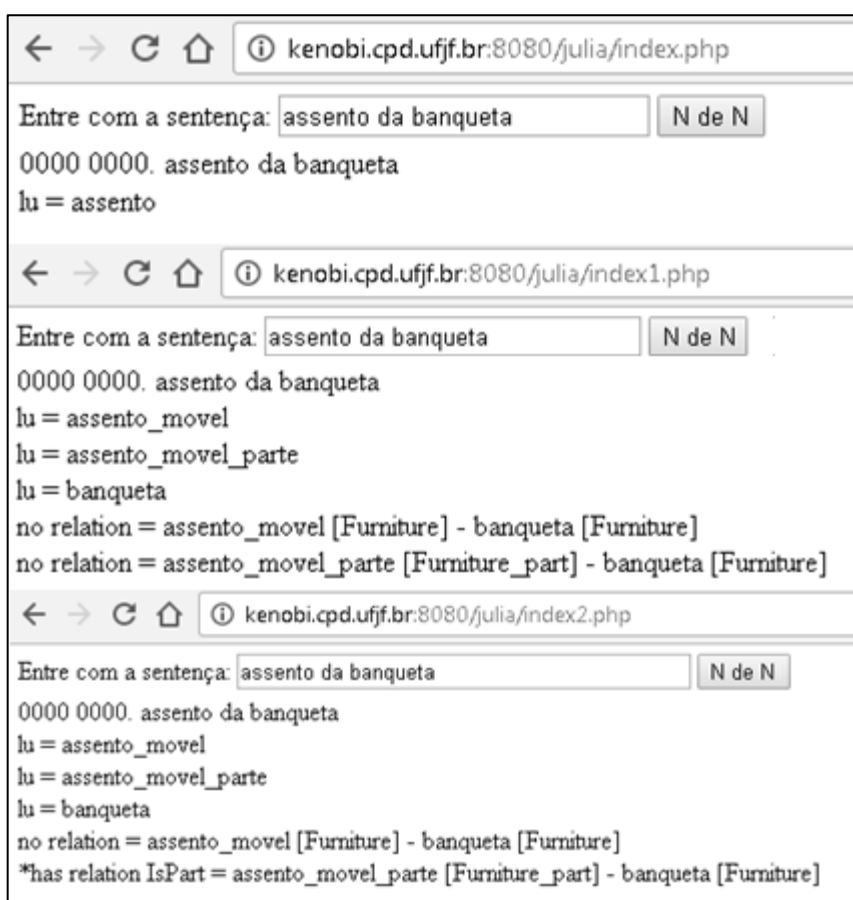 kenobi.cpd.ufjf.br:8080/julia/index.php
Entre com a sentença: assento da banqueta N de N
0000 0000. assento da banqueta
lu = assento
kenobi.cpd.ufjf.br:8080/julia/index1.php
Entre com a sentença: assento da banqueta N de N
0000 0000. assento da banqueta
lu = assento_movel
lu = assento_movel_parte
lu = banqueta
no relation = assento_movel [Furniture] - banqueta [Furniture]
no relation = assento_movel_parte [Furniture_part] - banqueta [Furniture]
kenobi.cpd.ufjf.br:8080/julia/index2.php
Entre com a sentença: assento da banqueta N de N
0000 0000. assento da banqueta
lu = assento_movel
lu = assento_movel_parte
lu = banqueta
no relation = assento_movel [Furniture] - banqueta [Furniture]
*has relation IsPart = assento_movel_parte [Furniture_part] - banqueta [Furniture]